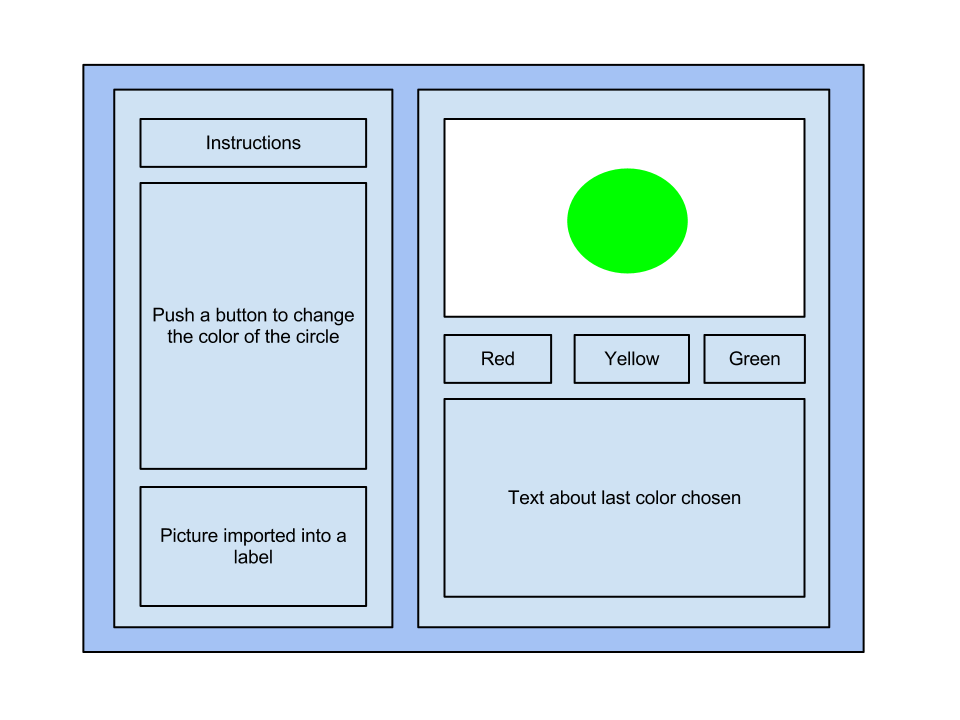 Instructions
Push a button to change
the color of the circle
Picture imported into a
label
Red
Yellow
Green
Text about last color chosen